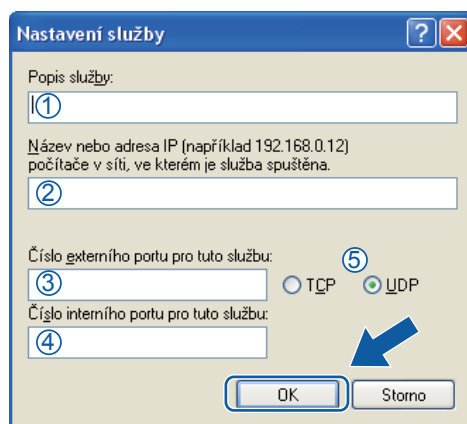 Nastavení služby
Popis služby:
1
Název nebo adresa IP (například 192.168.0.12)
počítače v síti, ve kterém je služba spuštěna.
2
Číslo externího portu pro tuto službu:
5
3
TCP
UDP
Číslo interního portu pro tuto službu:
4
OK
Storno